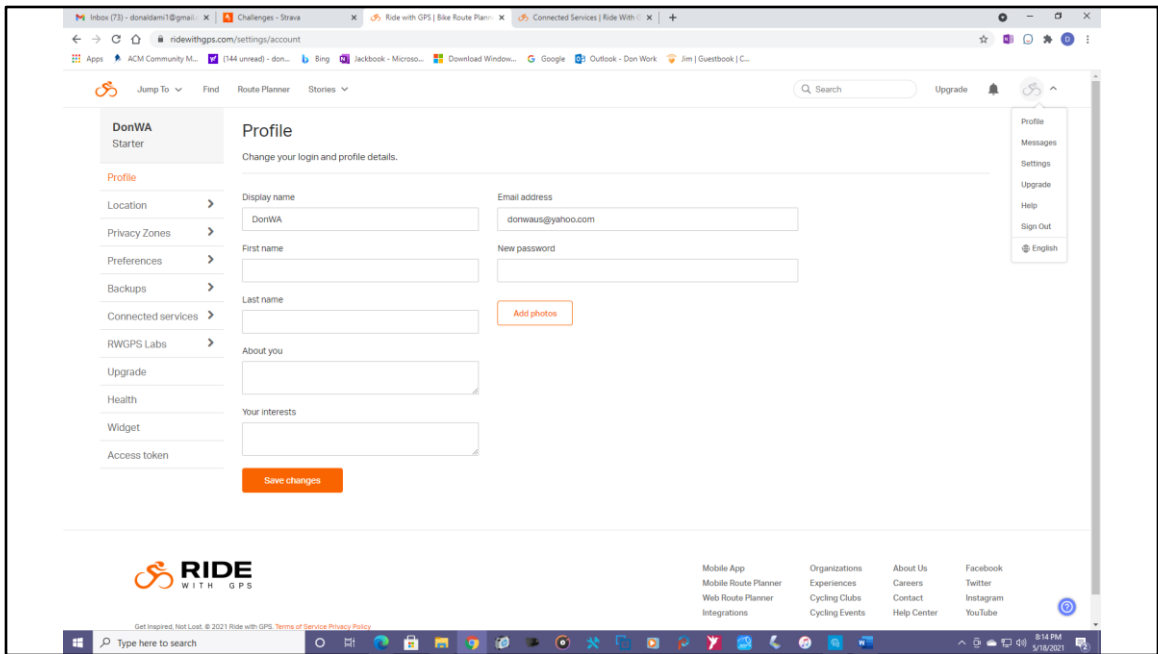 Inbox (73) - donaldami1@gmail. Challenges - Strava Ride with GPS | Bike Route Plann Connected Services | Ride With G
ridewithgps.com/settings/account
Apps ACM Community M... (144 unread) - don... Bing Jackbook - Microso... Download Window... Google Outlook - Don Work Jim | Guestbook | C...
Jump To Find Route Planner Stories Search Upgrade
DonWA
Starter
Profile
Location
Privacy Zones
Preferences
Backups
Connected services
RWGPS Labs
Upgrade
Health
Widget
Access token
Profile
Change your login and profile details.
Display name Email address
DonWA donwaus@yahoo.com
First name New password
Last name
Add photos
About you
Your interests
Save changes
Profile
Messages
Settings
Upgrade
Help
Sign Out
English
RIDE
WITH GPS
Get Inspired, Not Lost. © 2021 Ride with GPS. Terms of Service Privacy Policy
Mobile App
Mobile Route Planner
Web Route Planner
Integrations
Organizations
Experiences
Cycling Clubs
Cycling Events
About Us
Careers
Contact
Help Center
Facebook
Twitter
Instagram
YouTube
Type here to search
8:14 PM
5/18/2021